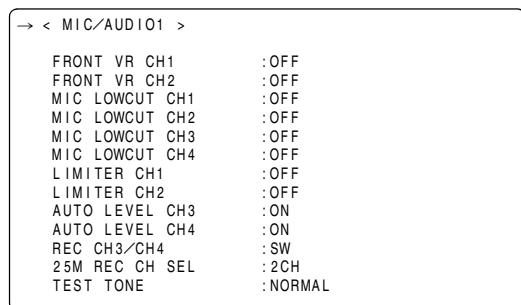 → < MIC/AUDIO1 >
FRONT VR CH1 :OFF
FRONT VR CH2 :OFF
MIC LOWCUT CH1 :OFF
MIC LOWCUT CH2 :OFF
MIC LOWCUT CH3 :OFF
MIC LOWCUT CH4 :OFF
LIMITER CH1 :OFF
LIMITER CH2 :OFF
AUTO LEVEL CH3 :ON
AUTO LEVEL CH4 :ON
REC CH3/CH4 :SW
25M REC CH SEL :2CH
TEST TONE :NORMAL